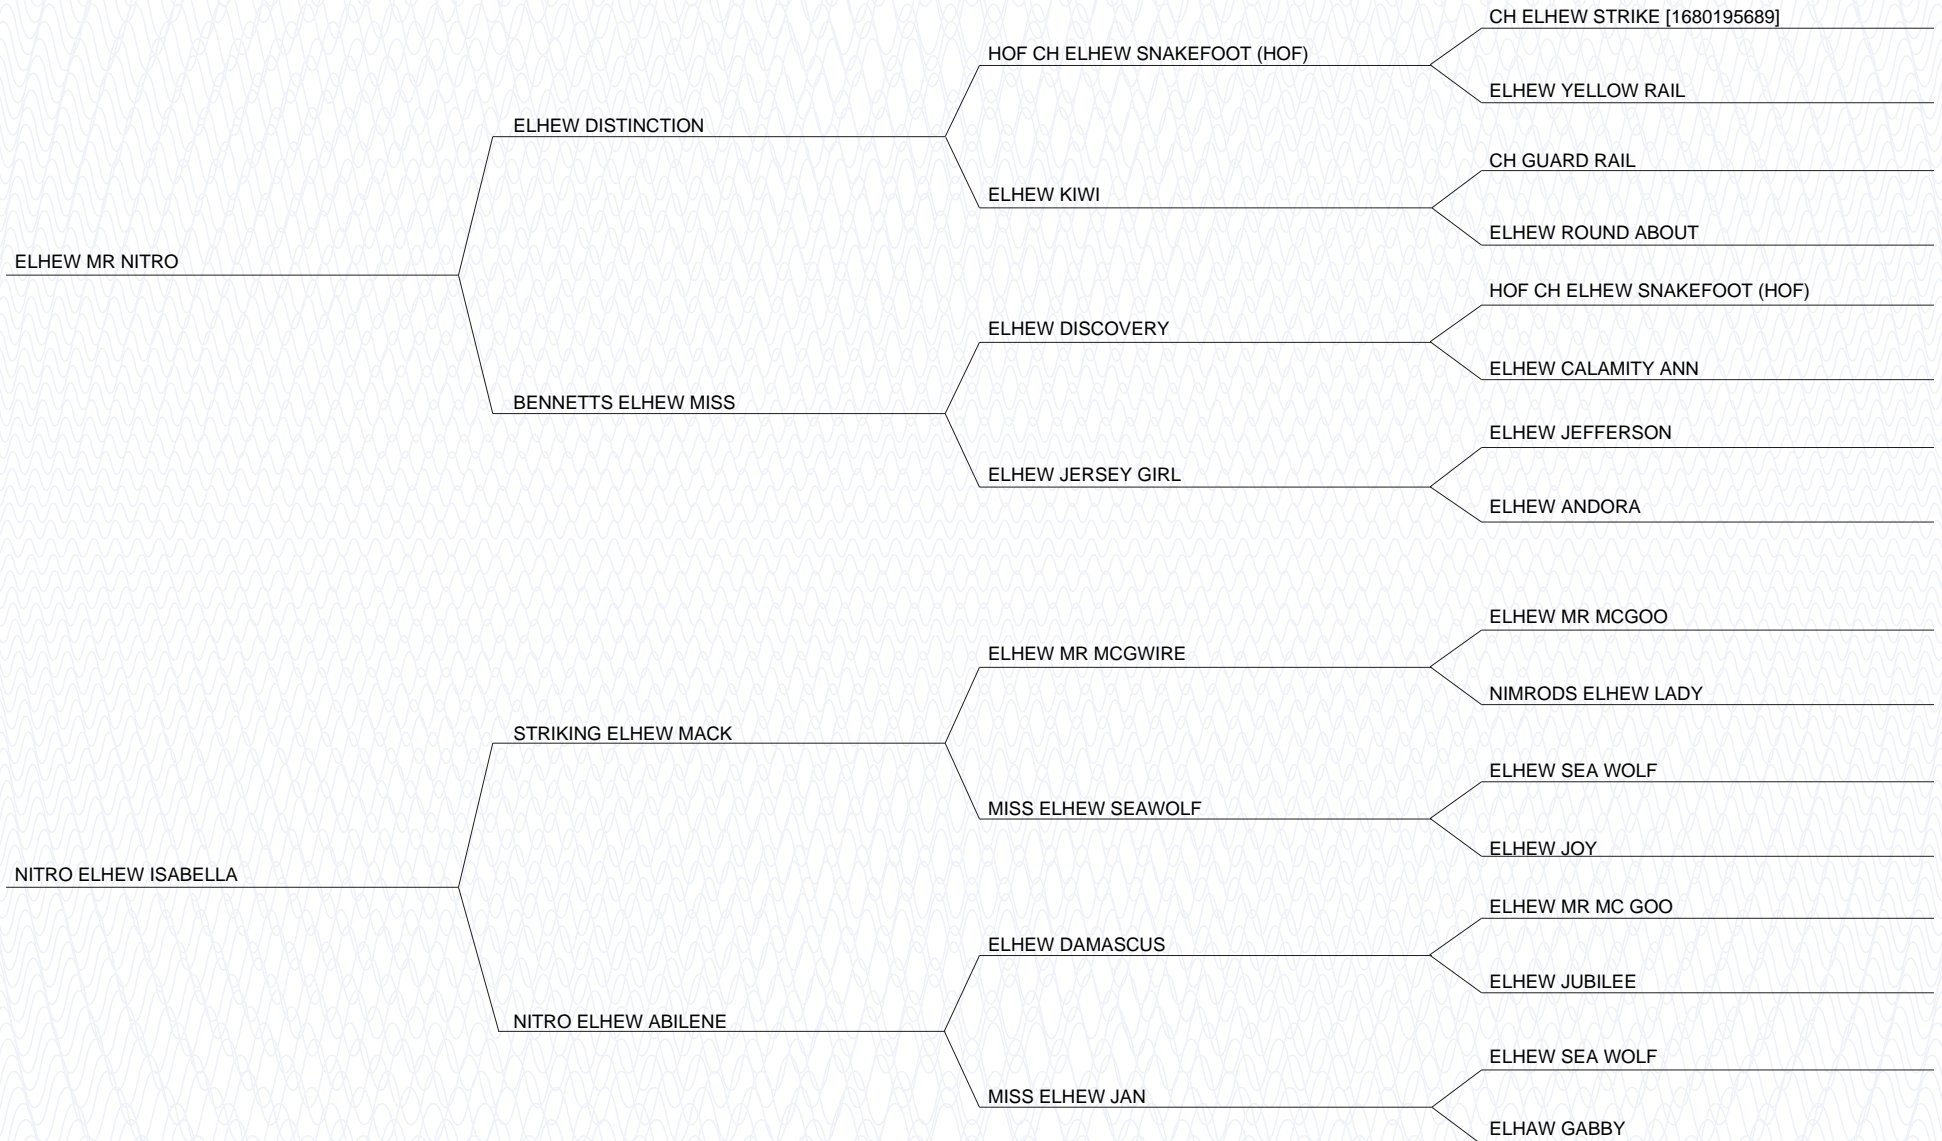 CH ELHEW STRIKE [1680195689]
HOF CH ELHEW SNAKEFOOT (HOF)
ELHEW YELLOW RAIL
ELHEW DISTINCTION
CH GUARD RAIL
ELHEW KIWI
ELHEW ROUND ABOUT
ELHEW MR NITRO
HOF CH ELHEW SNAKEFOOT (HOF)
ELHEW DISCOVERY
ELHEW CALAMITY ANN
BENNETTS ELHEW MISS
ELHEW JEFFERSON
ELHEW JERSEY GIRL
ELHEW ANDORA
ELHEW MR MCGOO
ELHEW MR MCGWIRE
NIMRODS ELHEW LADY
STRIKING ELHEW MACK
ELHEW SEA WOLF
MISS ELHEW SEAWOLF
ELHEW JOY
NITRO ELHEW ISABELLA
ELHEW MR MC GOO
ELHEW DAMASCUS
ELHEW JUBILEE
NITRO ELHEW ABILENE
ELHEW SEA WOLF
MISS ELHEW JAN
ELHAW GABBY